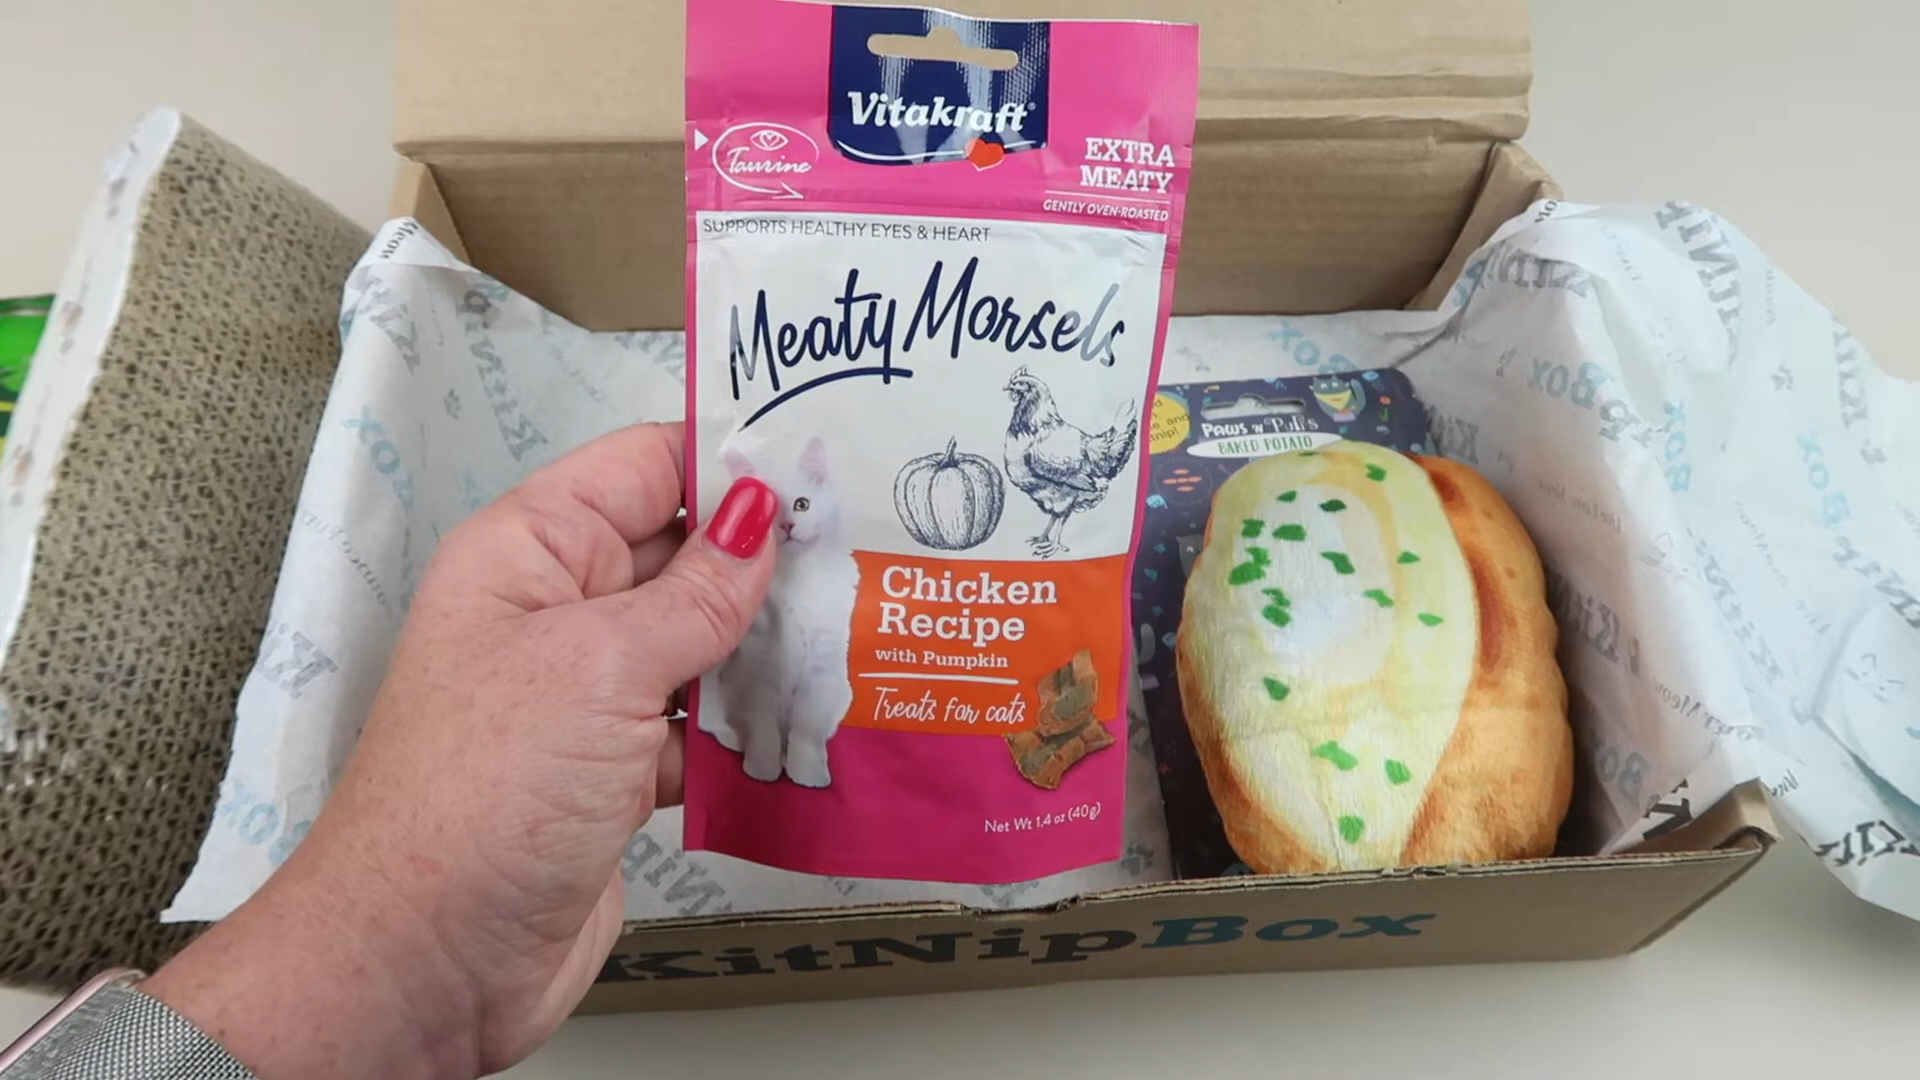 Vitakraft
Taurine
EXTRA
MEATY
GENTLY OVEN-ROASTED
SUPPORTS HEALTHY EYES & HEART
Meaty Morsels
Chicken
Recipe
with Pumpkin
Treats for cats
Net Wt 1.4 oz (40g)
PAWS 'N' Purrs
BAKED POTATO
KitNipBox